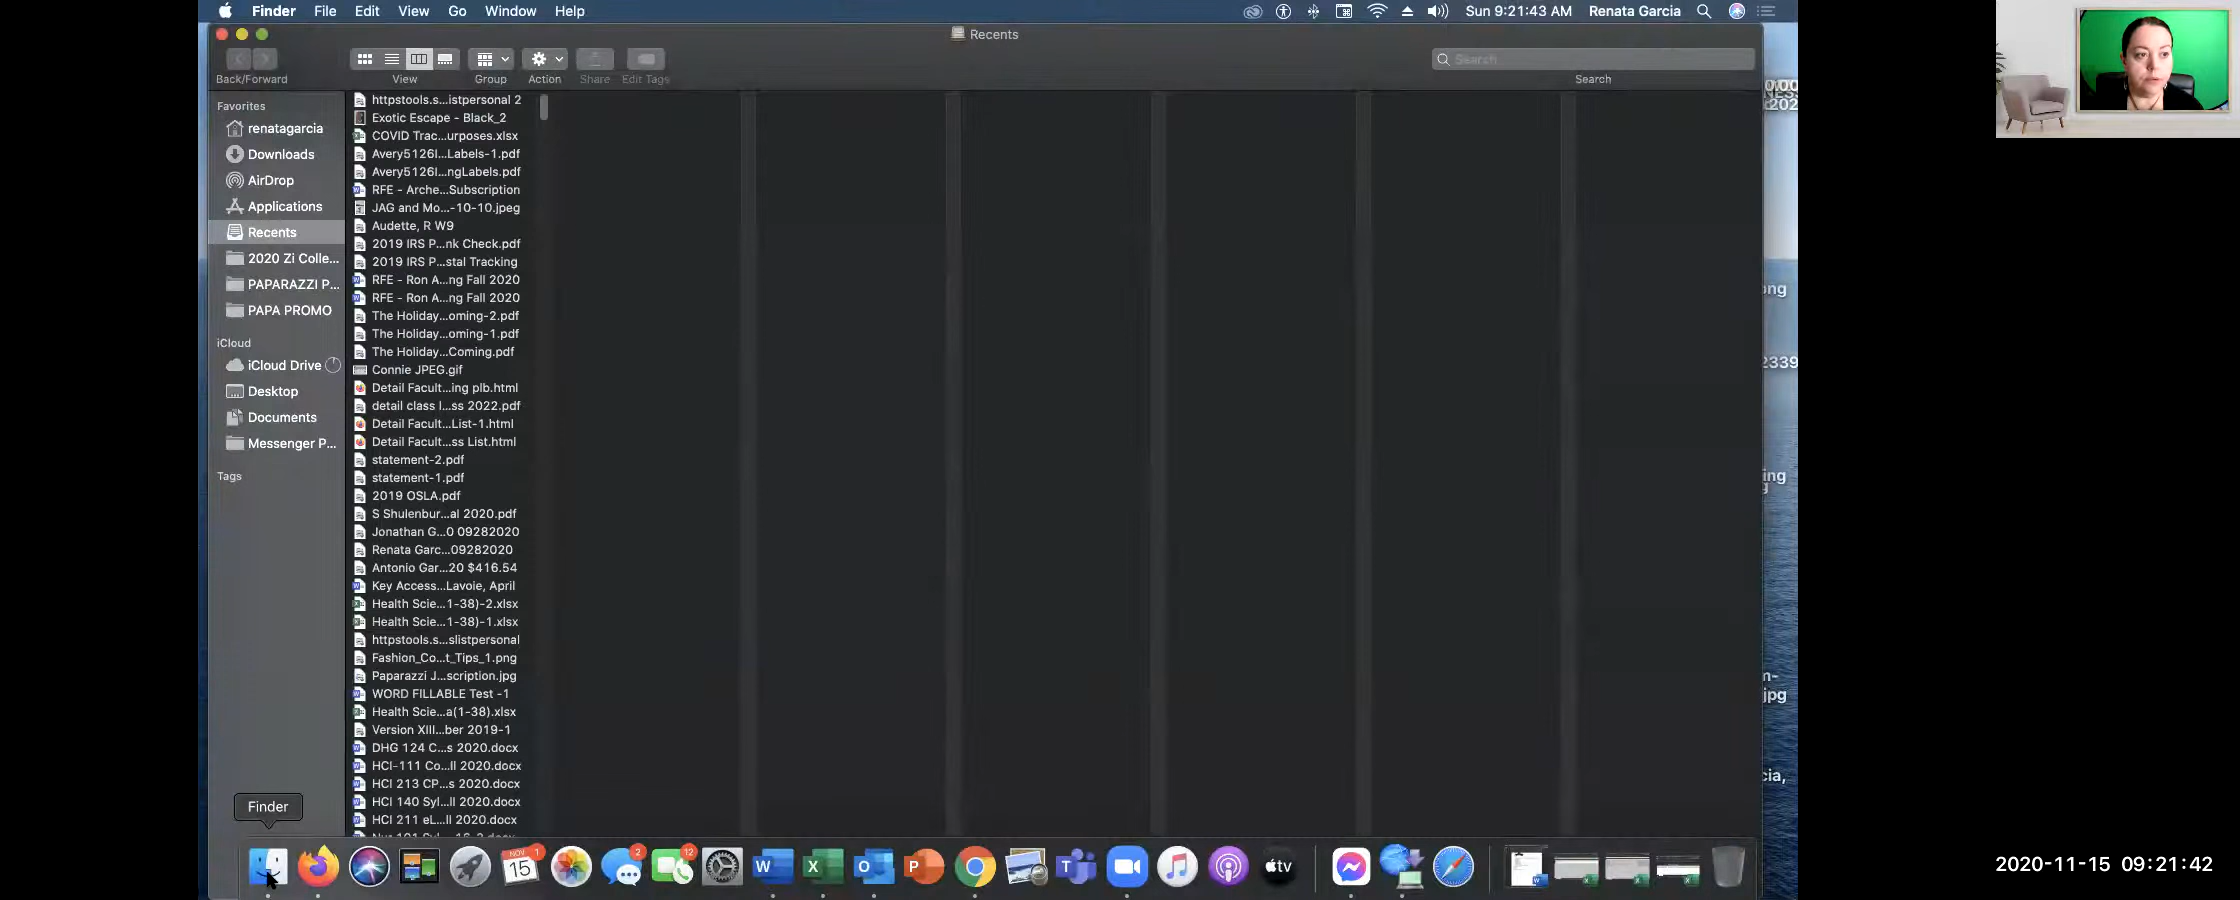 Finder File Edit View Go Window Help
Sun 9:21:43 AM Renata Garcia
Recents
Back/Forward View Group Action Share Edit Tags Search
Search
Favorites
renatagarcia
Downloads
AirDrop
Applications
Recents
2020 Zi Colle...
PAPARAZZI P...
PAPA PROMO
iCloud
iCloud Drive
Desktop
Documents
Messenger P...
Tags
httpstools.s...istpersonal 2
Exotic Escape - Black_2
COVID Trac...urposes.xlsx
Avery5126I...Labels-1.pdf
Avery5126I...ngLabels.pdf
RFE - Arche...Subscription
JAG and Mo...-10-10.jpeg
Audette, R W9
2019 IRS P...nk Check.pdf
2019 IRS P...stal Tracking
RFE - Ron A...ng Fall 2020
RFE - Ron A...ng Fall 2020
The Holiday...oming-2.pdf
The Holiday...oming-1.pdf
The Holiday...Coming.pdf
Connie JPEG.gif
Detail Facult...ing plb.html
detail class l...ss 2022.pdf
Detail Facult...List-1.html
Detail Facult...ss List.html
statement-2.pdf
statement-1.pdf
2019 OSLA.pdf
S Shulenbur...al 2020.pdf
Jonathan G...0 09282020
Renata Garc...09282020
Antonio Gar...20 $416.54
Key Access...Lavoie, April
Health Scie...1-38)-2.xlsx
Health Scie...1-38)-1.xlsx
httpstools.s...slistpersonal
Fashion_Co...t_Tips_1.png
Paparazzi J...scription.jpg
WORD FILLABLE Test -1
Health Scie...a(1-38).xlsx
Version XIII...ber 2019-1
DHG 124 C...s 2020.docx
HCI-111 Co...ll 2020.docx
HCI 213 CP...s 2020.docx
HCI 140 Syl...ll 2020.docx
HCI 211 eL...ll 2020.docx
ong
2339
ing
jpg
cia,
Finder
NOV
15
1
2
12
tv
2020-11-15 09:21:42